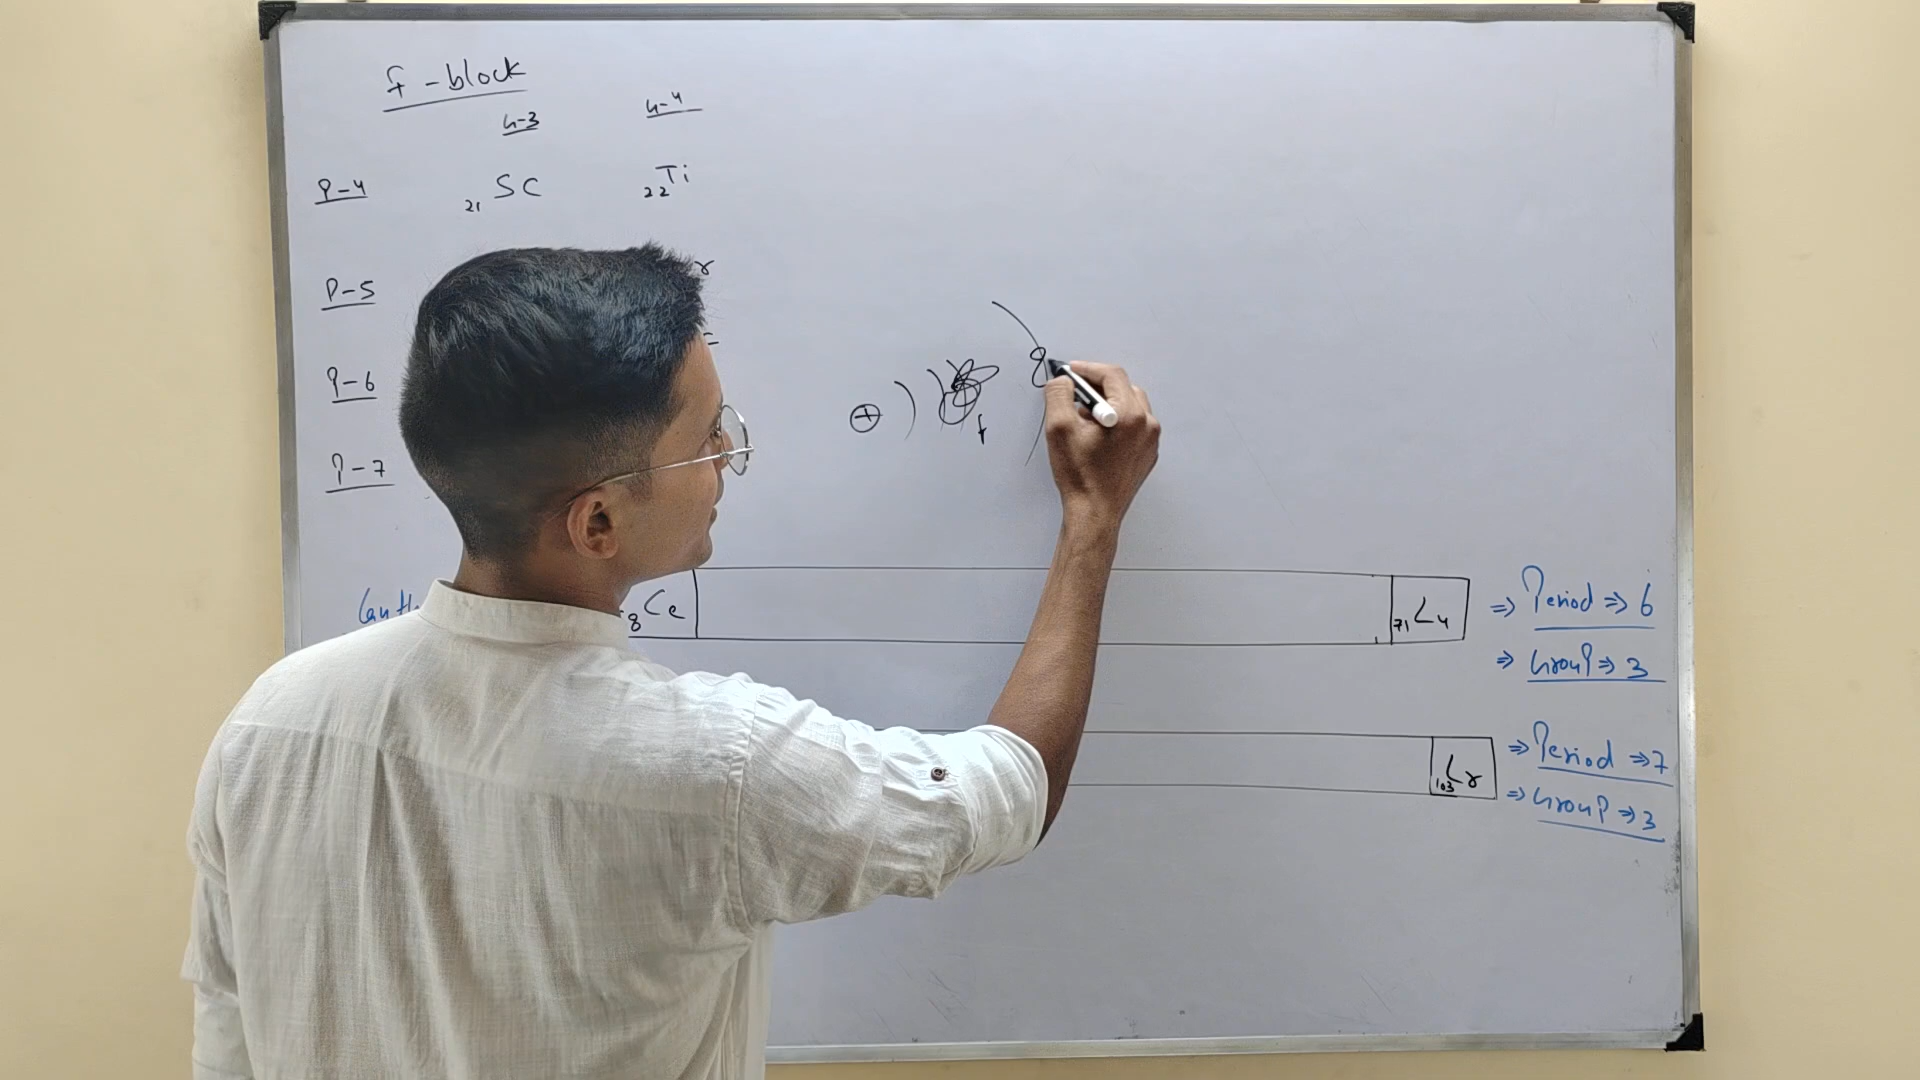 f-block
G-3 G-4
P-4 21 Sc 22 Ti
P-5
P-6
P-7
+ f
Ce 71 Lu ⇒ Period ⇒ 6
⇒ Group ⇒ 3
103 Lr ⇒ Period ⇒ 7
⇒ Group ⇒ 3